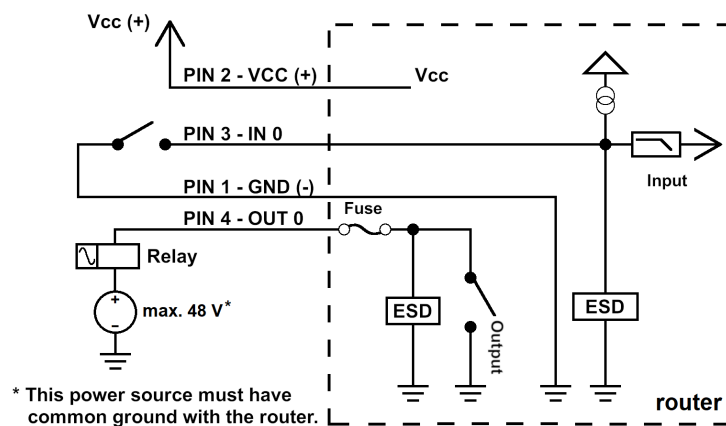 Vcc (+)
PIN 2 - VCC (+)
Vcc
PIN 3 - IN 0
Input
PIN 1 - GND (-)
PIN 4 - OUT 0
Fuse
Relay
+
max. 48 V*
–
ESD
Output
ESD
* This power source must have
common ground with the router.
router